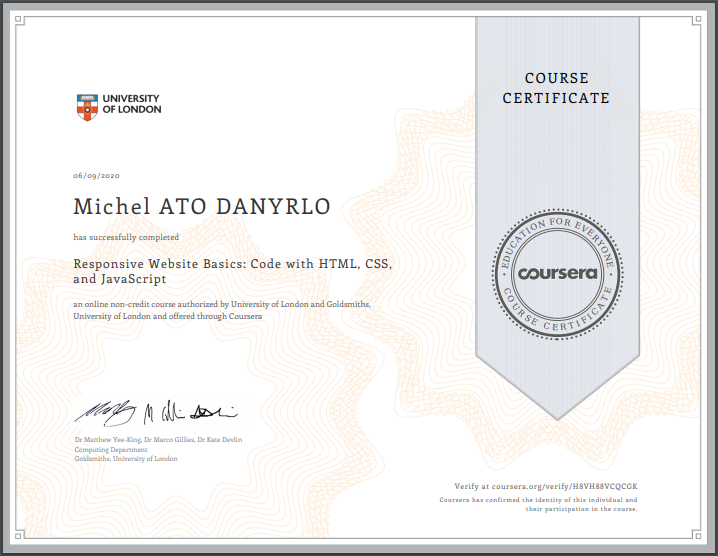 COURSE
CERTIFICATE
UNIVERSITY
OF LONDON
06/09/2020
Michel ATO DANYRLO
has successfully completed
Responsive Website Basics: Code with HTML, CSS,
and JavaScript
an online non-credit course authorized by University of London and Goldsmiths,
University of London and offered through Coursera
EDUCATION FOR EVERYONE
coursera
COURSE CERTIFICATE
Dr Matthew Yee-King, Dr Marco Gillies, Dr Kate Devlin
Computing Department
Goldsmiths, University of London
Verify at coursera.org/verify/H8VH88VCQCGK
Coursera has confirmed the identity of this individual and
their participation in the course.